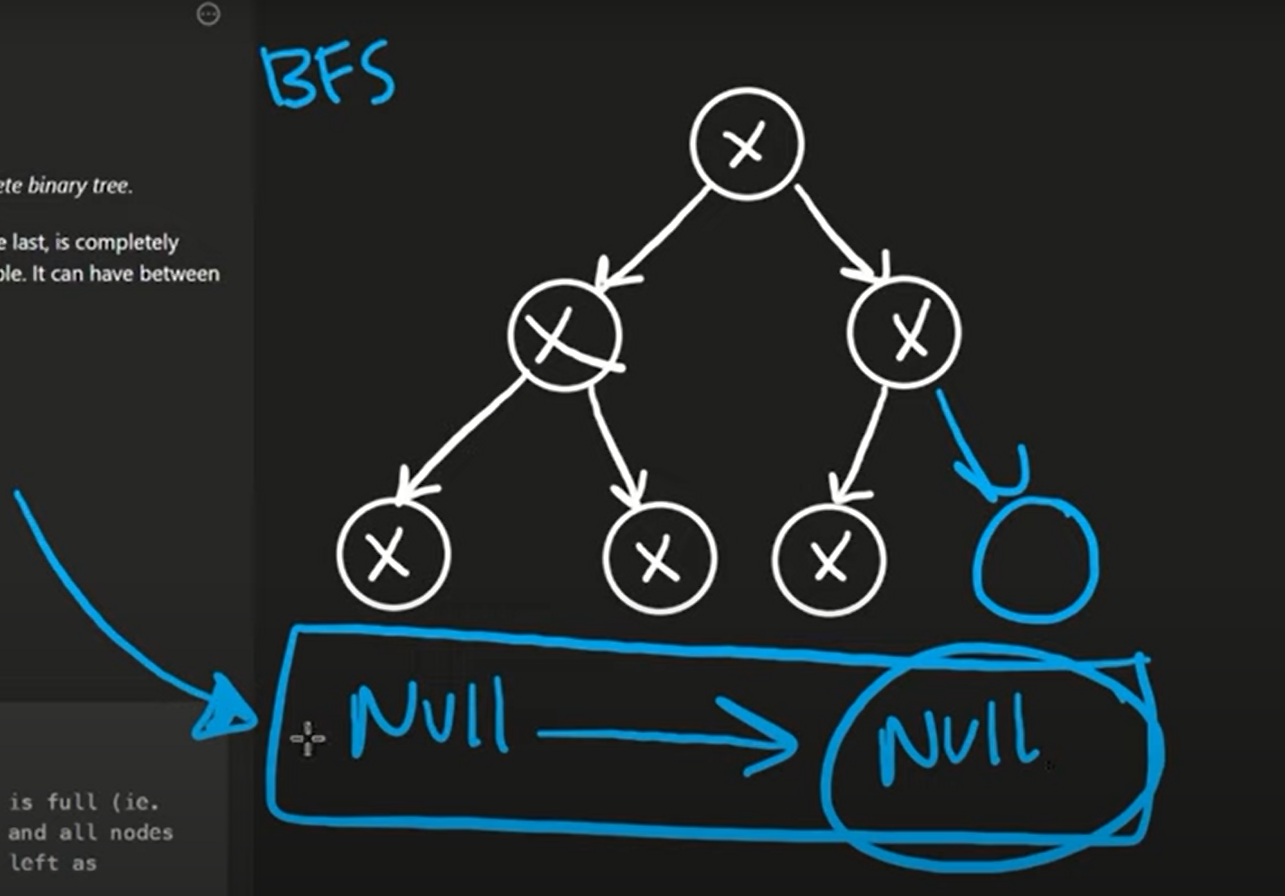 BFS
ete binary tree.
e last, is completely
ble. It can have between
X
X X
X X X X
Null Null
is full (ie.
and all nodes
left as